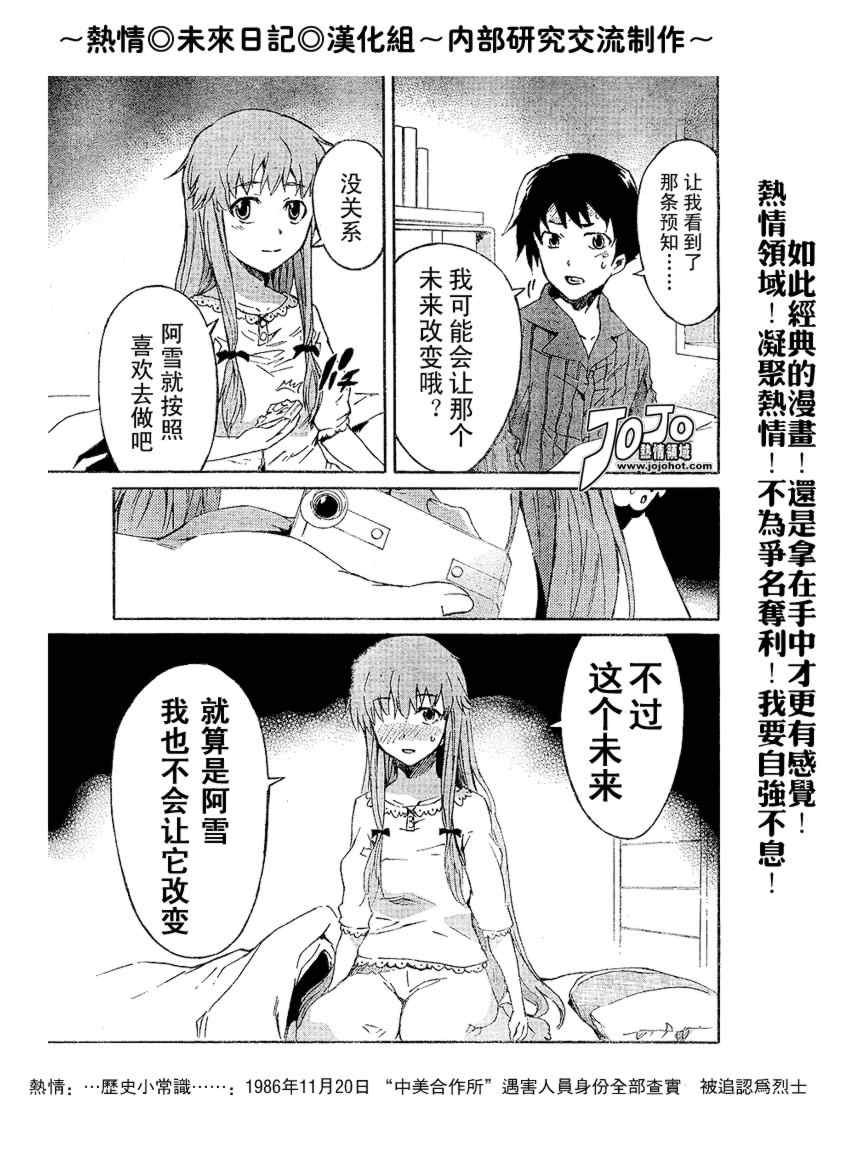 ～熱情◎未來日記◎漢化組～内部研究交流制作～
让我看到了
那条预知……
我可能会让那个
未来改变哦？
没关系
阿雪就按照
喜欢去做吧
JOJO
熱情領域
www.jojohot.com
不过
这个未来
就算是阿雪
我也不会让它改变
如此經典的漫畫！還是拿在手中才更有感覺！
熱情領域！凝聚熱情！不為爭名奪利！我要自強不息！
熱情：…歷史小常識……：1986年11月20日 “中美合作所”遇害人員身份全部查實　被追認爲烈士